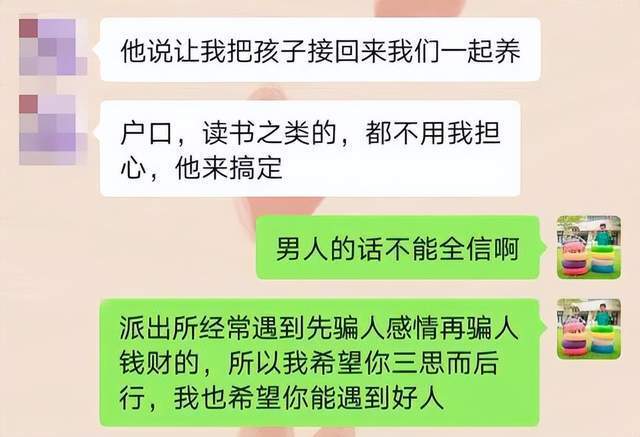 他说让我把孩子接回来我们一起养
户口，读书之类的，都不用我担
心，他来搞定
男人的话不能全信啊
派出所经常遇到先骗人感情再骗人
钱财的，所以我希望你三思而后
行，我也希望你能遇到好人